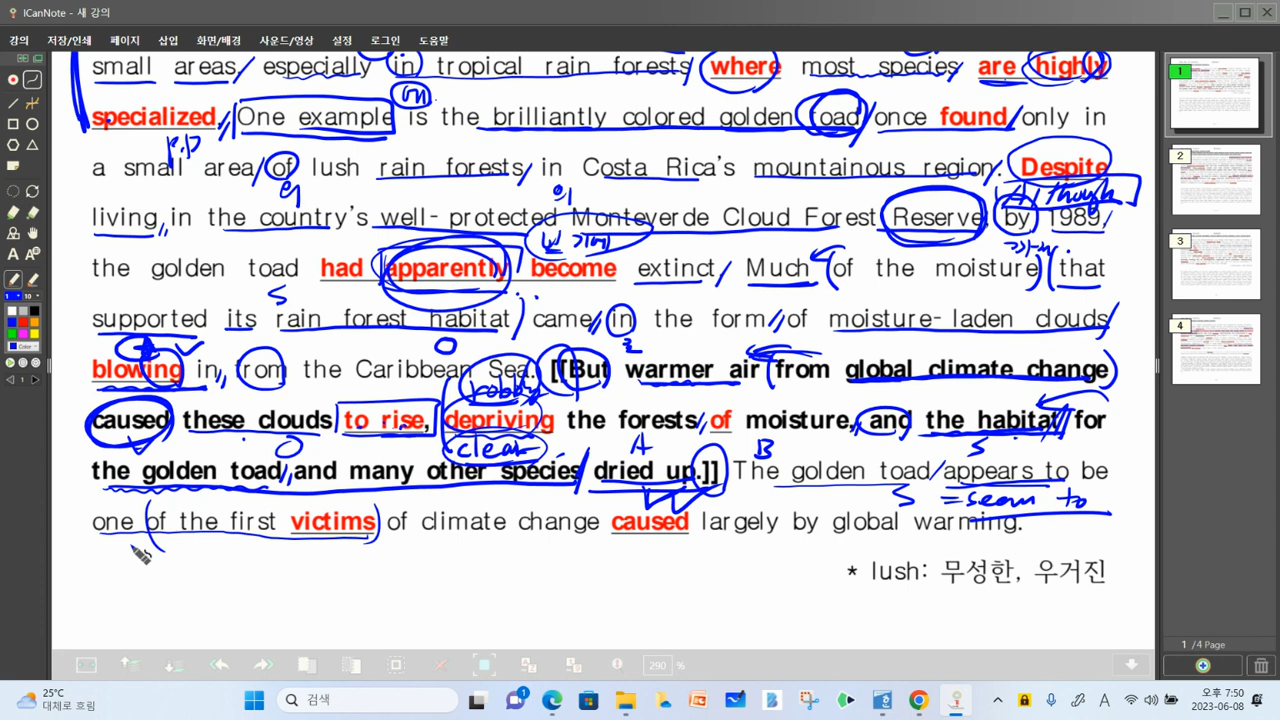 ICanNote - 새 강의
강의 저장/인쇄 페이지 삽입 화면/배경 사운드/영상 설정 로그인 도움말
small areas/ especially in tropical rain forests where most species are highly
specialized. One example is the brilliantly colored golden toad once found only in
p.p
a small area of lush rain forests in Costa Rica's mountainous region. Despite
Although
living in the country's well- protected Monteverde Cloud Forest Reserve, by 1989,
the golden toad had apparently become extinct. Much of the moisture that
S
supported its rain forest habitat came in the form of moisture- laden clouds
O
blowing in from the Caribbean Sea. [[But warmer air from global climate change
robbing
caused these clouds to rise, depriving the forests of moisture, and the habitat for
O clear A B S
the golden toad and many other species dried up.]] The golden toad appears to be
S = seem to
one of the first victims of climate change caused largely by global warming.
* lush: 무성한, 우거진
1
2
3
4
290 %
1 /4 Page
Color
1
25°C
대체로 흐림
검색
오후 7:50
2023-06-08